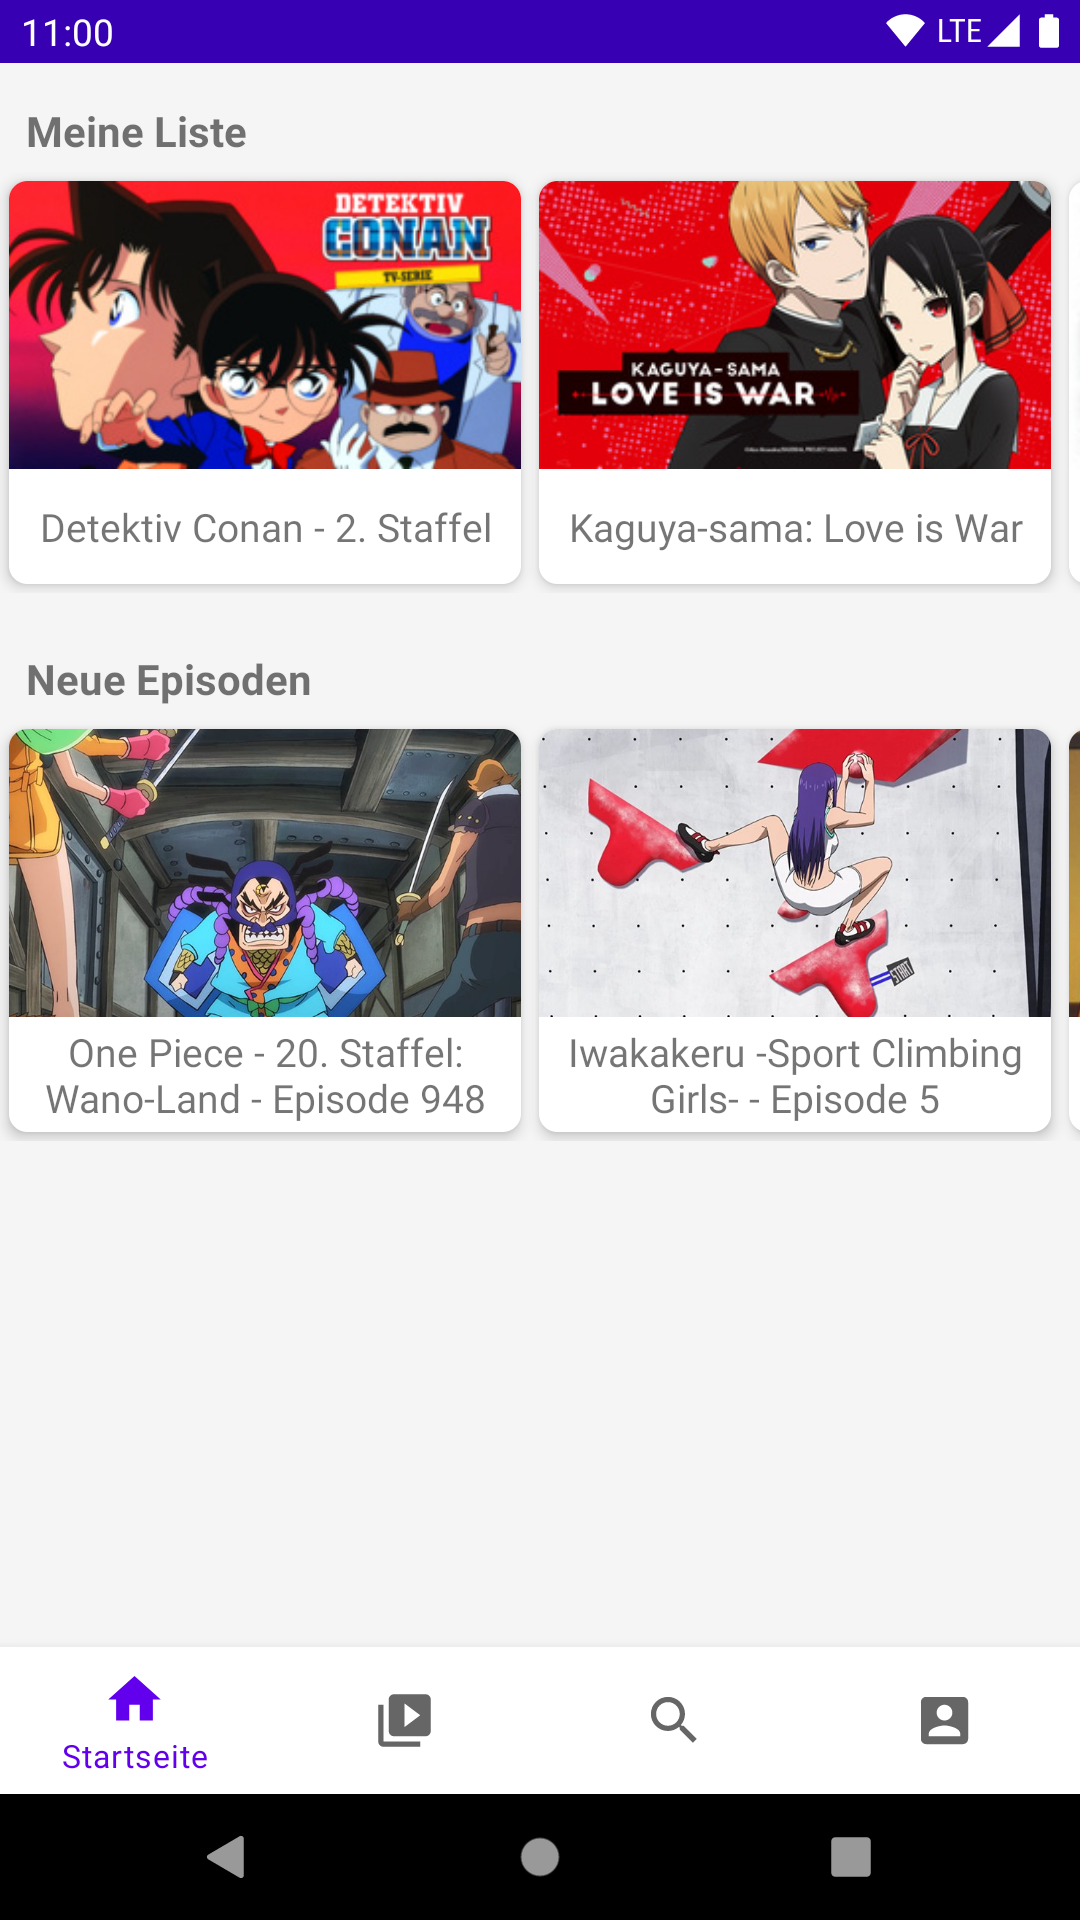 11:00
LTE
Meine Liste
DETEKTIV
CONAN
TV-SERIE
KAGUYA-SAMA
LOVE IS WAR
Detektiv Conan - 2. Staffel
Kaguya-sama: Love is War
Neue Episoden
START
One Piece - 20. Staffel:
Wano-Land - Episode 948
Iwakakeru -Sport Climbing
Girls- - Episode 5
Startseite